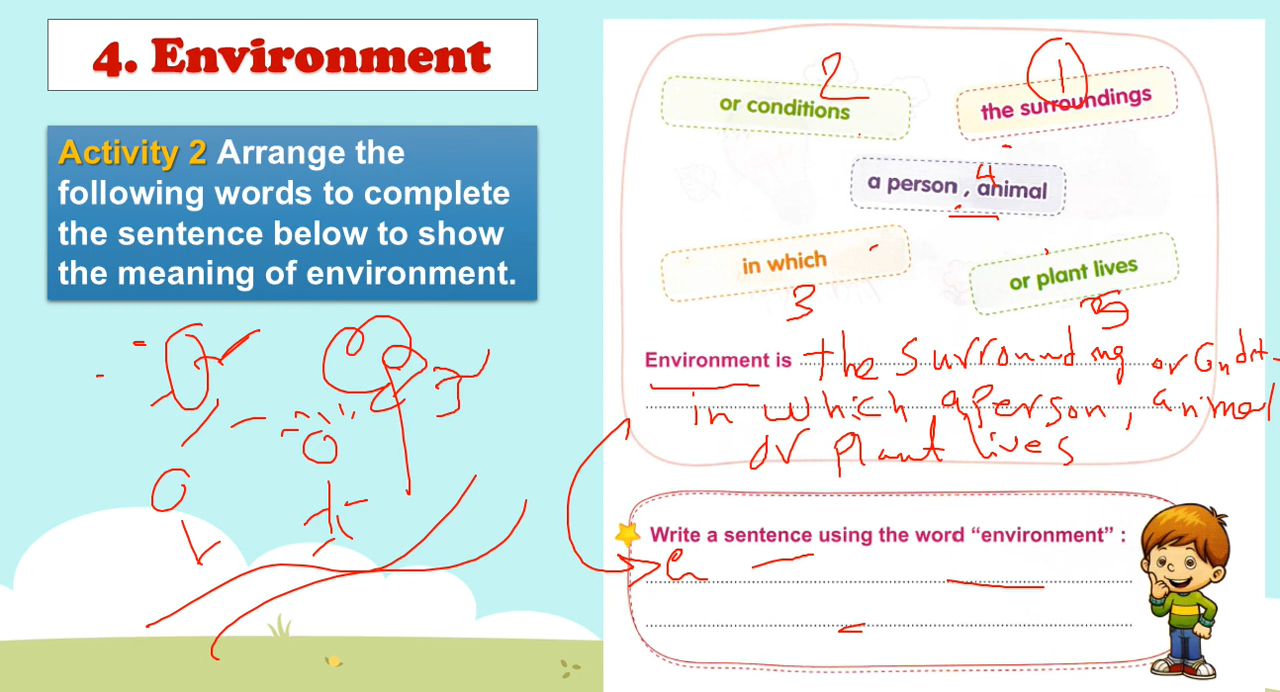 4. Environment
Activity 2 Arrange the
following words to complete
the sentence below to show
the meaning of environment.
2
1
or conditions
the surroundings
4
a person , animal
in which
or plant lives
3
5
Environment is the surrounding or Condit-
in which a person, animal
or plant lives
Write a sentence using the word “environment” :